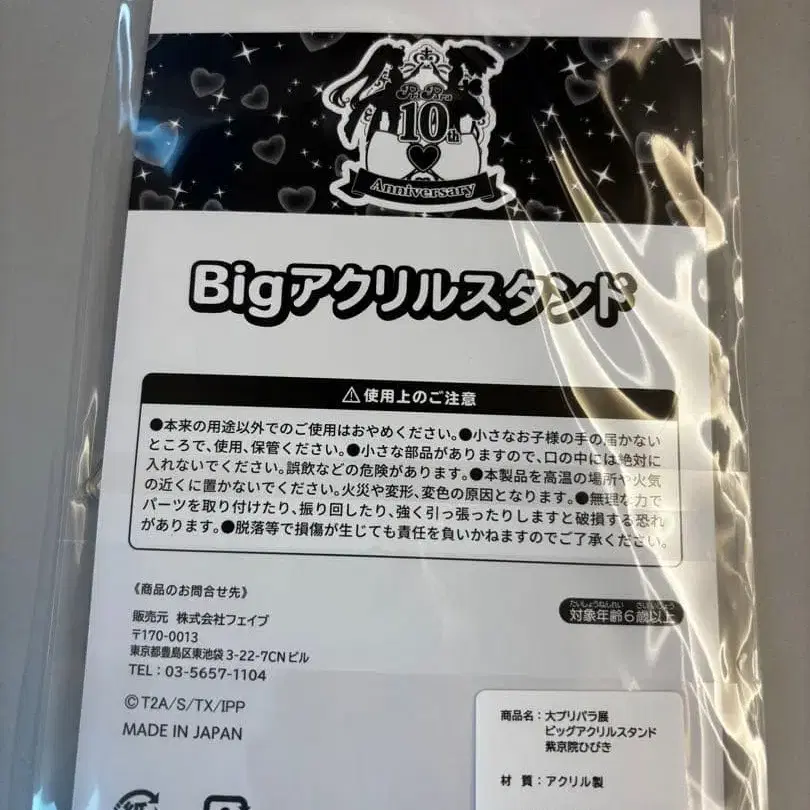 PriPara
10th
Anniversary
Bigアクリルスタンド
⚠使用上のご注意
●本来の用途以外でのご使用はおやめください。●小さなお子様の手の届かない
ところで、使用、保管ください。●小さな部品がありますので、口の中には絶対に
入れないでください。誤飲などの危険があります。●本製品を高温の場所や火気
の近くに置かないでください。火災や変形、変色の原因となります。●無理な力で
パーツを取り付けたり、振り回したり、強く引っ張ったりしますと破損する恐れ
があります。●脱落等で損傷が生じても責任を負いかねますのでご了承ください。
《商品のお問合せ先》
販売元 株式会社フェイブ
〒170-0013
東京都豊島区東池袋3-22-7CNビル
TEL：03-5657-1104
たいしょうねんれい さいいじょう
対象年齢6歳以上
©T2A/S/TX/IPP
MADE IN JAPAN
商品名：大プリパラ展
ビッグアクリルスタンド
紫京院ひびき
材 質：アクリル製